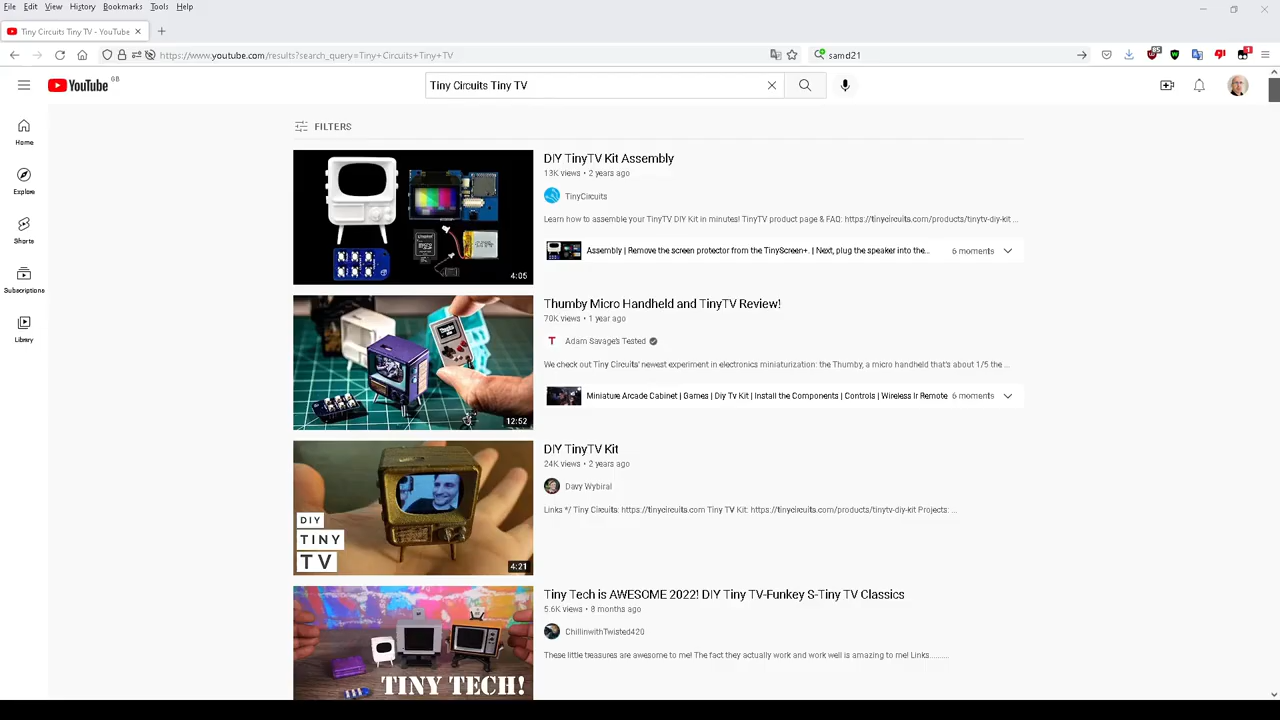 File Edit View History Bookmarks Tools Help
Tiny Circuits Tiny TV - YouTube
https://www.youtube.com/results?search_query=Tiny+Circuits+Tiny+TV
samd21
85
1
YouTube GB
Tiny Circuits Tiny TV
FILTERS
Home
Explore
Shorts
Subscriptions
Library
4:05
DIY TinyTV Kit Assembly
13K views • 2 years ago
TinyCircuits
Learn how to assemble your TinyTV DIY Kit in minutes! TinyTV product page & FAQ: https://tinycircuits.com/products/tinytv-diy-kit ...
Assembly | Remove the screen protector from the TinyScreen+. | Next, plug the speaker into the...
6 moments
Thumby
12:52
Thumby Micro Handheld and TinyTV Review!
70K views • 1 year ago
T Adam Savage's Tested
We check out Tiny Circuits' newest experiment in electronics miniaturization: the Thumby, a micro handheld that's about 1/5 the ...
Miniature Arcade Cabinet | Games | Diy Tv Kit | Install the Components | Controls | Wireless Ir Remote
6 moments
DIY
TINY
TV
4:21
DIY TinyTV Kit
24K views • 2 years ago
Davy Wybiral
Links */ Tiny Circuits: https://tinycircuits.com Tiny TV Kit: https://tinycircuits.com/products/tinytv-diy-kit Projects: ...
TINY TECH!
Tiny Tech is AWESOME 2022! DIY Tiny TV-Funkey S-Tiny TV Classics
5.6K views • 8 months ago
ChillinwithTwisted420
These little treasures are awesome to me! The fact they actually work and work well is amazing to me! Links..........